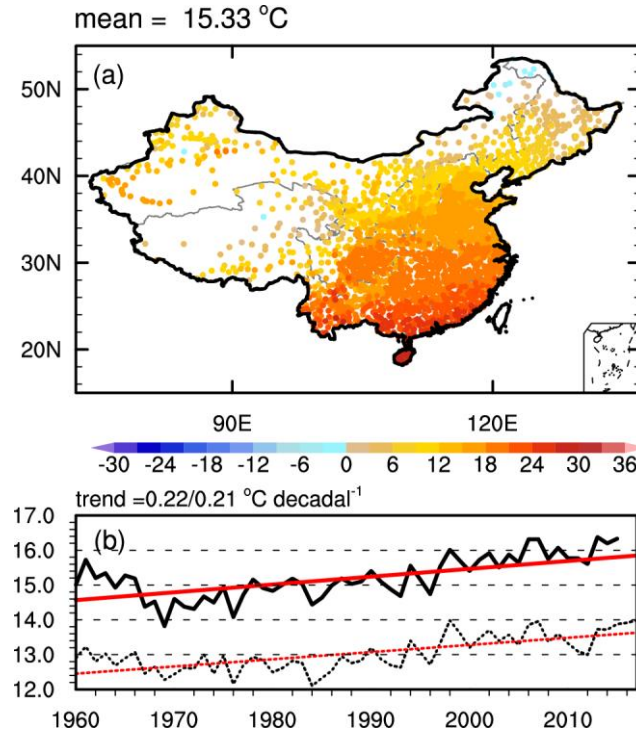 mean = 15.33 °C
(a)
50N
40N
30N
20N
90E 120E
-30 -24 -18 -12 -6 0 6 12 18 24 30 36
trend =0.22/0.21 °C decadal⁻¹
(b)
17.0
16.0
15.0
14.0
13.0
12.0
1960 1970 1980 1990 2000 2010